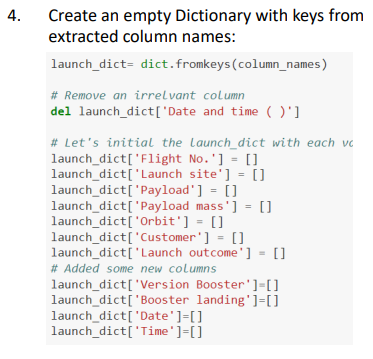 4. Create an empty Dictionary with keys from
extracted column names:
launch_dict= dict.fromkeys(column_names)
# Remove an irrelvant column
del launch_dict['Date and time ( )']
# Let's initial the launch_dict with each
launch_dict['Flight No.'] = []
launch_dict['Launch site'] = []
launch_dict['Payload'] = []
launch_dict['Payload mass'] = []
launch_dict['Orbit'] = []
launch_dict['Customer'] = []
launch_dict['Launch outcome'] = []
# Added some new columns
launch_dict['Version Booster']=[]
launch_dict['Booster landing']=[]
launch_dict['Date']=[]
launch_dict['Time']=[]